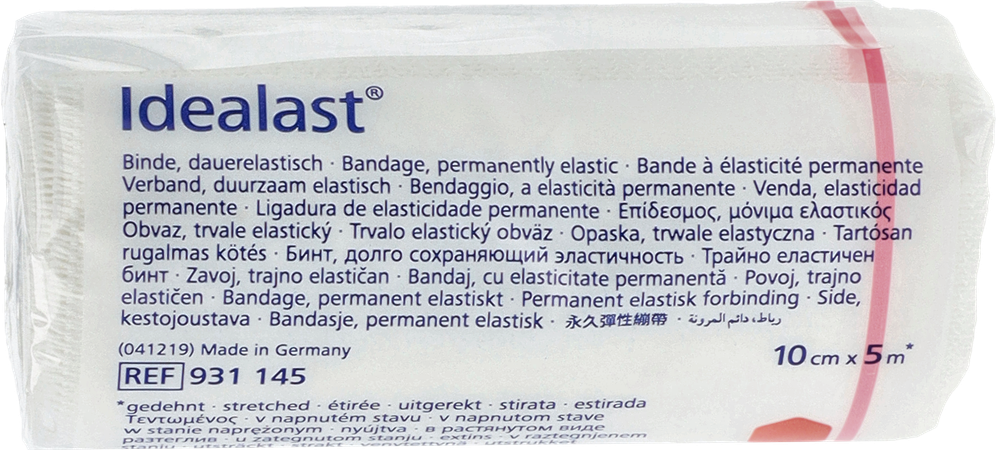 Idealast®
Binde, dauerelastisch · Bandage, permanently elastic · Bande à élasticité permanente
Verband, duurzaam elastisch · Bendaggio, a elasticità permanente · Venda, elasticidad
permanente · Ligadura de elasticidade permanente · Επίδεσμος, μόνιμα ελαστικός
Obvaz, trvale elastický · Trvalo elastický obväz · Opaska, trwale elastyczna · Tartósan
rugalmas kötés · Бинт, долго сохраняющий эластичность · Трайно еластичен
бинт · Zavoj, trajno elastičan · Bandaj, cu elasticitate permanentă · Povoj, trajno
elastičen · Bandage, permanent elastiskt · Permanent elastisk forbinding · Side,
kestojoustava · Bandasje, permanent elastisk · 永久彈性繃帶 · رباط، دائم المرونة
(041219) Made in Germany
10 cm x 5 m*
REF 931 145
*gedehnt · stretched · étirée · uitgerekt · stirata · estirada
Τεντωμένος · v napnutém stavu · v napnutom stave
w stanie naprężonym · nyújtva · в растянутом виде
разтеглив · u zategnutom stanju · extins · v raztegnjenem
stanju · utsträckt · strakt · venytettynä · utstrukket